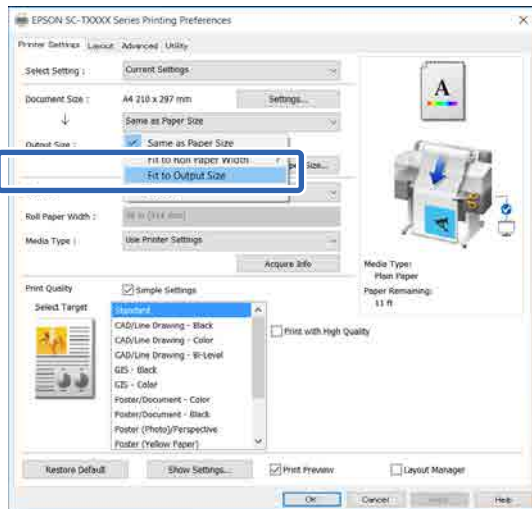 EPSON SC-TXXXX Series Printing Preferences
Printer Settings Layout Advanced Utility
Select Setting :
Current Settings
Document Size :
A4 210 x 297 mm
Settings...
Same as Paper Size
Output Size :
Same as Paper Size
Fit to Roll Paper Width
Size...
Fit to Output Size
Roll Paper Width :
Media Type :
Use Printer Settings
Acquire Info
A
Media Type:
Plain Paper
Paper Remaining:
11 ft
Print Quality
Simple Settings
Select Target
Standard
CAD/Line Drawing - Black
CAD/Line Drawing - Color
CAD/Line Drawing - Bi-Level
GIS - Black
GIS - Color
Poster/Document - Color
Poster/Document - Black
Poster (Photo)/Perspective
Poster (Yellow Paper)
Print with High Quality
Restore Default
Show Settings...
Print Preview
Layout Manager
OK
Cancel
Help